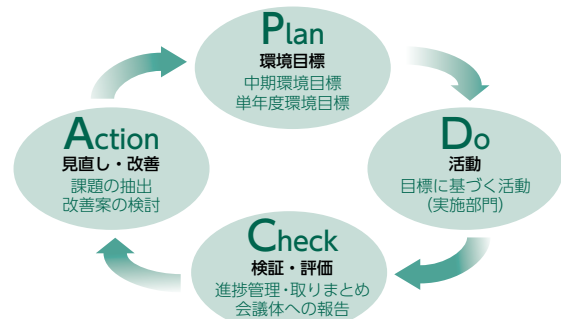 Plan
環境目標
中期環境目標
単年度環境目標
Do
活動
目標に基づく活動
(実施部門)
Check
検証・評価
進捗管理・取りまとめ
会議体への報告
Action
見直し・改善
課題の抽出
改善案の検討